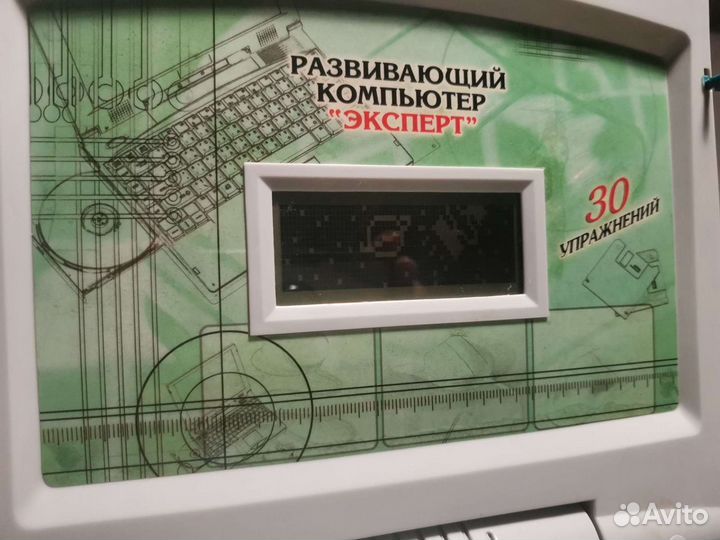 РАЗВИВАЮЩИЙ
КОМПЬЮТЕР
"ЭКСПЕРТ"
30
УПРАЖНЕНИЙ
Avito